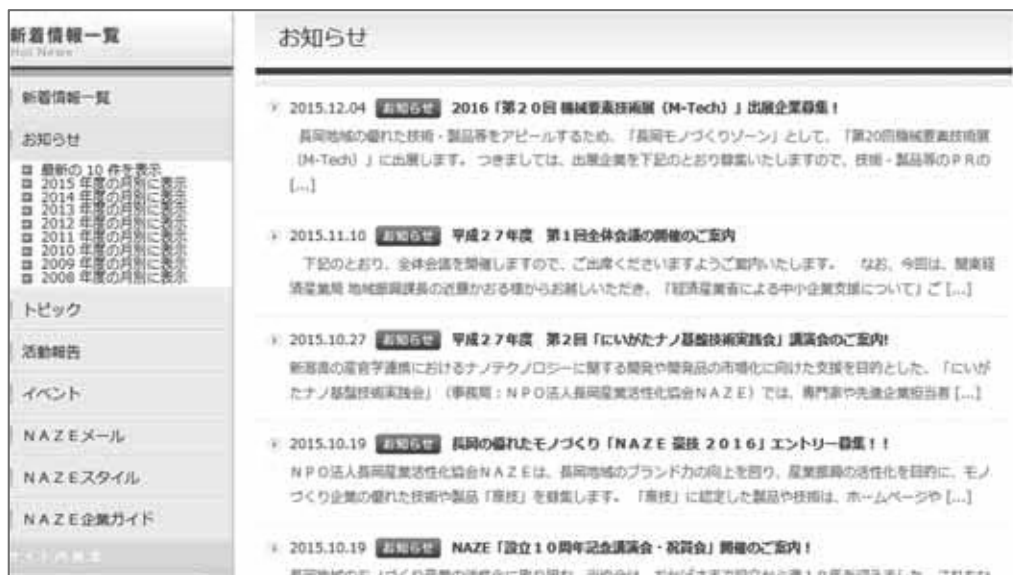 新着情報一覧
Hot News
新着情報一覧
お知らせ
最新の 10 件を表示
2015 年度の月別に表示
2014 年度の月別に表示
2013 年度の月別に表示
2012 年度の月別に表示
2011 年度の月別に表示
2010 年度の月別に表示
2009 年度の月別に表示
2008 年度の月別に表示
トピック
活動報告
イベント
NAZEメール
NAZEスタイル
NAZE企業ガイド
サイト内検索
お知らせ
2015.12.04 お知らせ 2016「第20回 機械要素技術展(M-Tech)」出展企業募集!
長岡地域の優れた技術・製品等をアピールするため、「長岡モノづくりゾーン」として、「第20回機械要素技術展
(M-Tech)」に出展します。 つきましては、出展企業を下記のとおり募集いたしますので、技術・製品等のPRの
[...]
2015.11.10 お知らせ 平成27年度 第1回全体会議の開催のご案内
下記のとおり、全体会議を開催しますので、ご出席くださいますようご案内いたします。 なお、今回は、関東経
済産業局 地域振興課長の近藤かおる様からお越しいただき、「経済産業省による中小企業支援について」ご [...]
2015.10.27 お知らせ 平成27年度 第2回「にいがたナノ基盤技術実践会」講演会のご案内!
新潟県の産官学連携におけるナノテクノロジーに関する開発や開発品の市場化に向けた支援を目的とした、「にいが
たナノ基盤技術実践会」(事務局:NPO法人長岡産業活性化協会NAZE)では、専門家や先進企業担当者 [...]
2015.10.19 お知らせ 長岡の優れたモノづくり「NAZE 豪技 2016」エントリー募集!!
NPO法人長岡産業活性化協会NAZEは、長岡地域のブランド力の向上を図り、産業振興の活性化を目的に、モノ
づくり企業の優れた技術や製品「豪技」を募集します。 「豪技」に認定した製品や技術は、ホームページや [...]
2015.10.19 お知らせ NAZE「設立10周年記念講演会・祝賀会」開催のご案内!